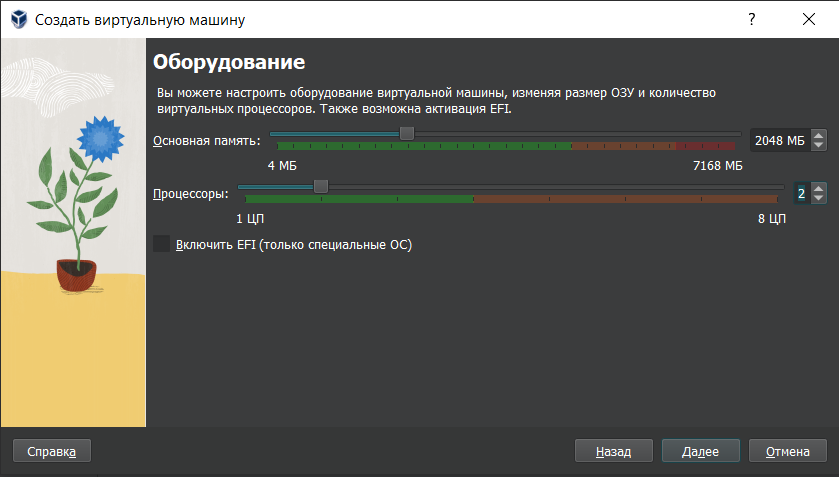 Создать виртуальную машину
?
Оборудование
Вы можете настроить оборудование виртуальной машины, изменяя размер ОЗУ и количество
виртуальных процессоров. Также возможна активация EFI.
Основная память:
2048 МБ
4 МБ
7168 МБ
Процессоры:
2
1 ЦП
8 ЦП
Включить EFI (только специальные ОС)
Справка
Назад
Далее
Отмена